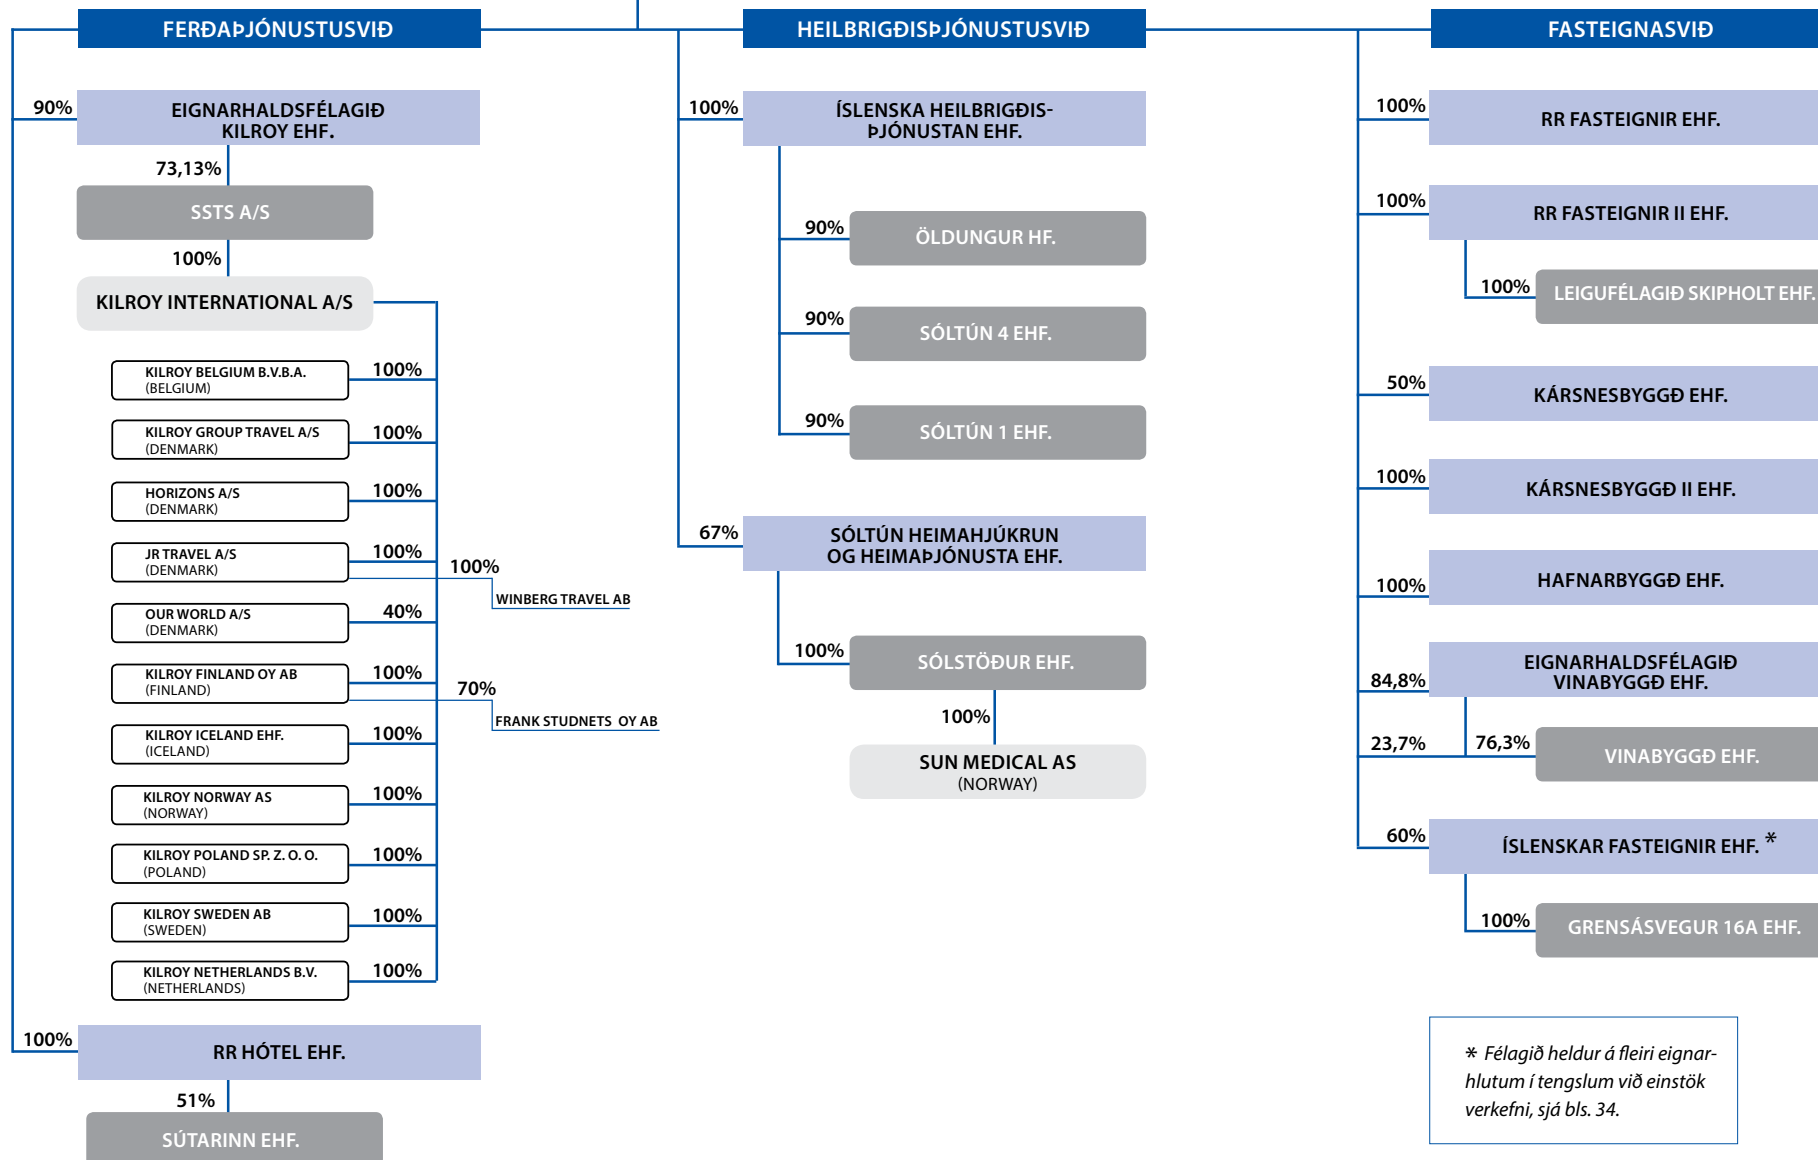 FERÐAÞJÓNUSTUSVIÐ
90%
EIGNARHALDSFÉLAGIÐ
KILROY EHF.
73,13%
SSTS A/S
100%
KILROY INTERNATIONAL A/S
KILROY BELGIUM B.V.B.A.
(BELGIUM)
100%
KILROY GROUP TRAVEL A/S
(DENMARK)
100%
HORIZONS A/S
(DENMARK)
100%
JR TRAVEL A/S
(DENMARK)
100%
100%
WINBERG TRAVEL AB
OUR WORLD A/S
(DENMARK)
40%
KILROY FINLAND OY AB
(FINLAND)
100%
70%
FRANK STUDNETS OY AB
KILROY ICELAND EHF.
(ICELAND)
100%
KILROY NORWAY AS
(NORWAY)
100%
KILROY POLAND SP. Z. O. O.
(POLAND)
100%
KILROY SWEDEN AB
(SWEDEN)
100%
KILROY NETHERLANDS B.V.
(NETHERLANDS)
100%
100%
RR HÓTEL EHF.
51%
SÚTARINN EHF.
HEILBRIGÐISÞJÓNUSTUSVIÐ
100%
ÍSLENSKA HEILBRIGÐIS-
ÞJÓNUSTAN EHF.
90%
ÖLDUNGUR HF.
90%
SÓLTÚN 4 EHF.
90%
SÓLTÚN 1 EHF.
67%
SÓLTÚN HEIMAHJÚKRUN
OG HEIMAÞJÓNUSTA EHF.
100%
SÓLSTÖÐUR EHF.
100%
SUN MEDICAL AS
(NORWAY)
FASTEIGNASVIÐ
100%
RR FASTEIGNIR EHF.
100%
RR FASTEIGNIR II EHF.
100%
LEIGUFÉLAGIÐ SKIPHOLT EHF.
50%
KÁRSNESBYGGÐ EHF.
100%
KÁRSNESBYGGÐ II EHF.
100%
HAFNARBYGGÐ EHF.
84,8%
EIGNARHALDSFÉLAGIÐ
VINABYGGÐ EHF.
23,7%
76,3%
VINABYGGÐ EHF.
60%
ÍSLENSKAR FASTEIGNIR EHF. *
100%
GRENSÁSVEGUR 16A EHF.
* Félagið heldur á fleiri eignar-
hlutum í tengslum við einstök
verkefni, sjá bls. 34.